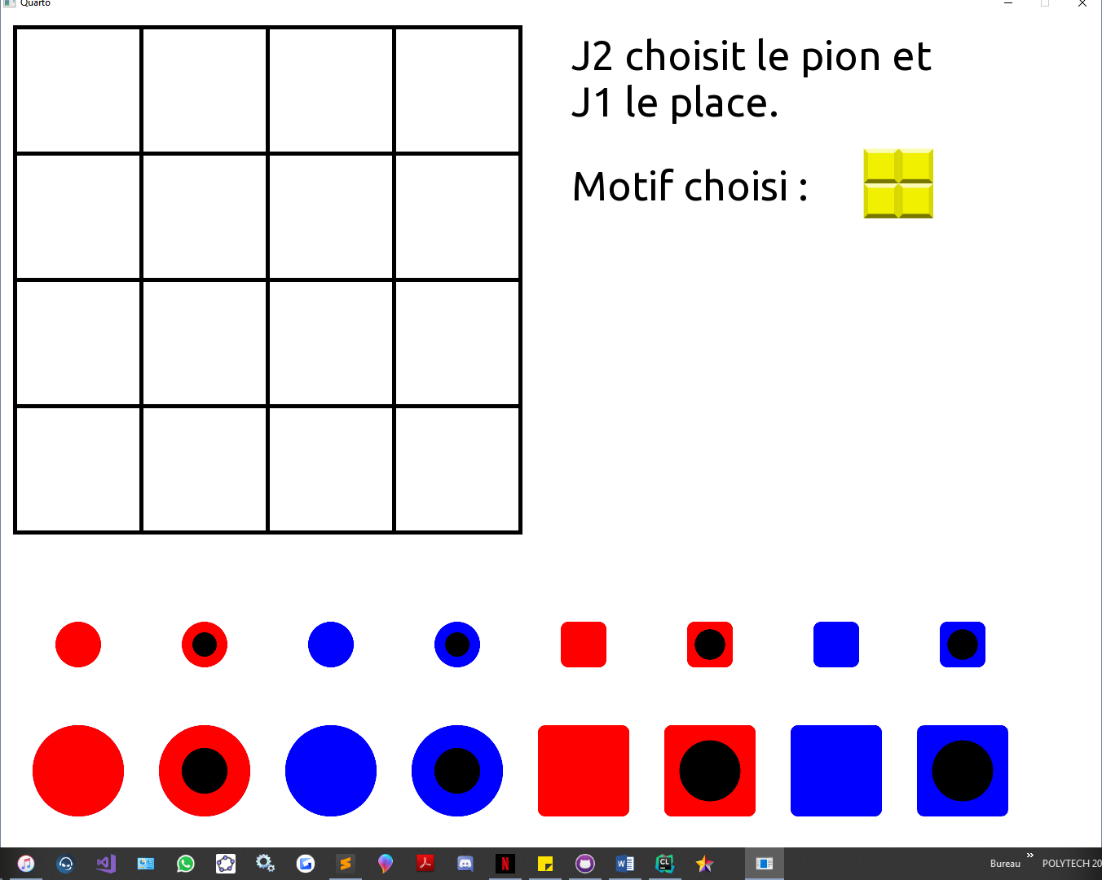 Quarto
J2 choisit le pion et
J1 le place.
Motif choisi :
Bureau
POLYTECH 20